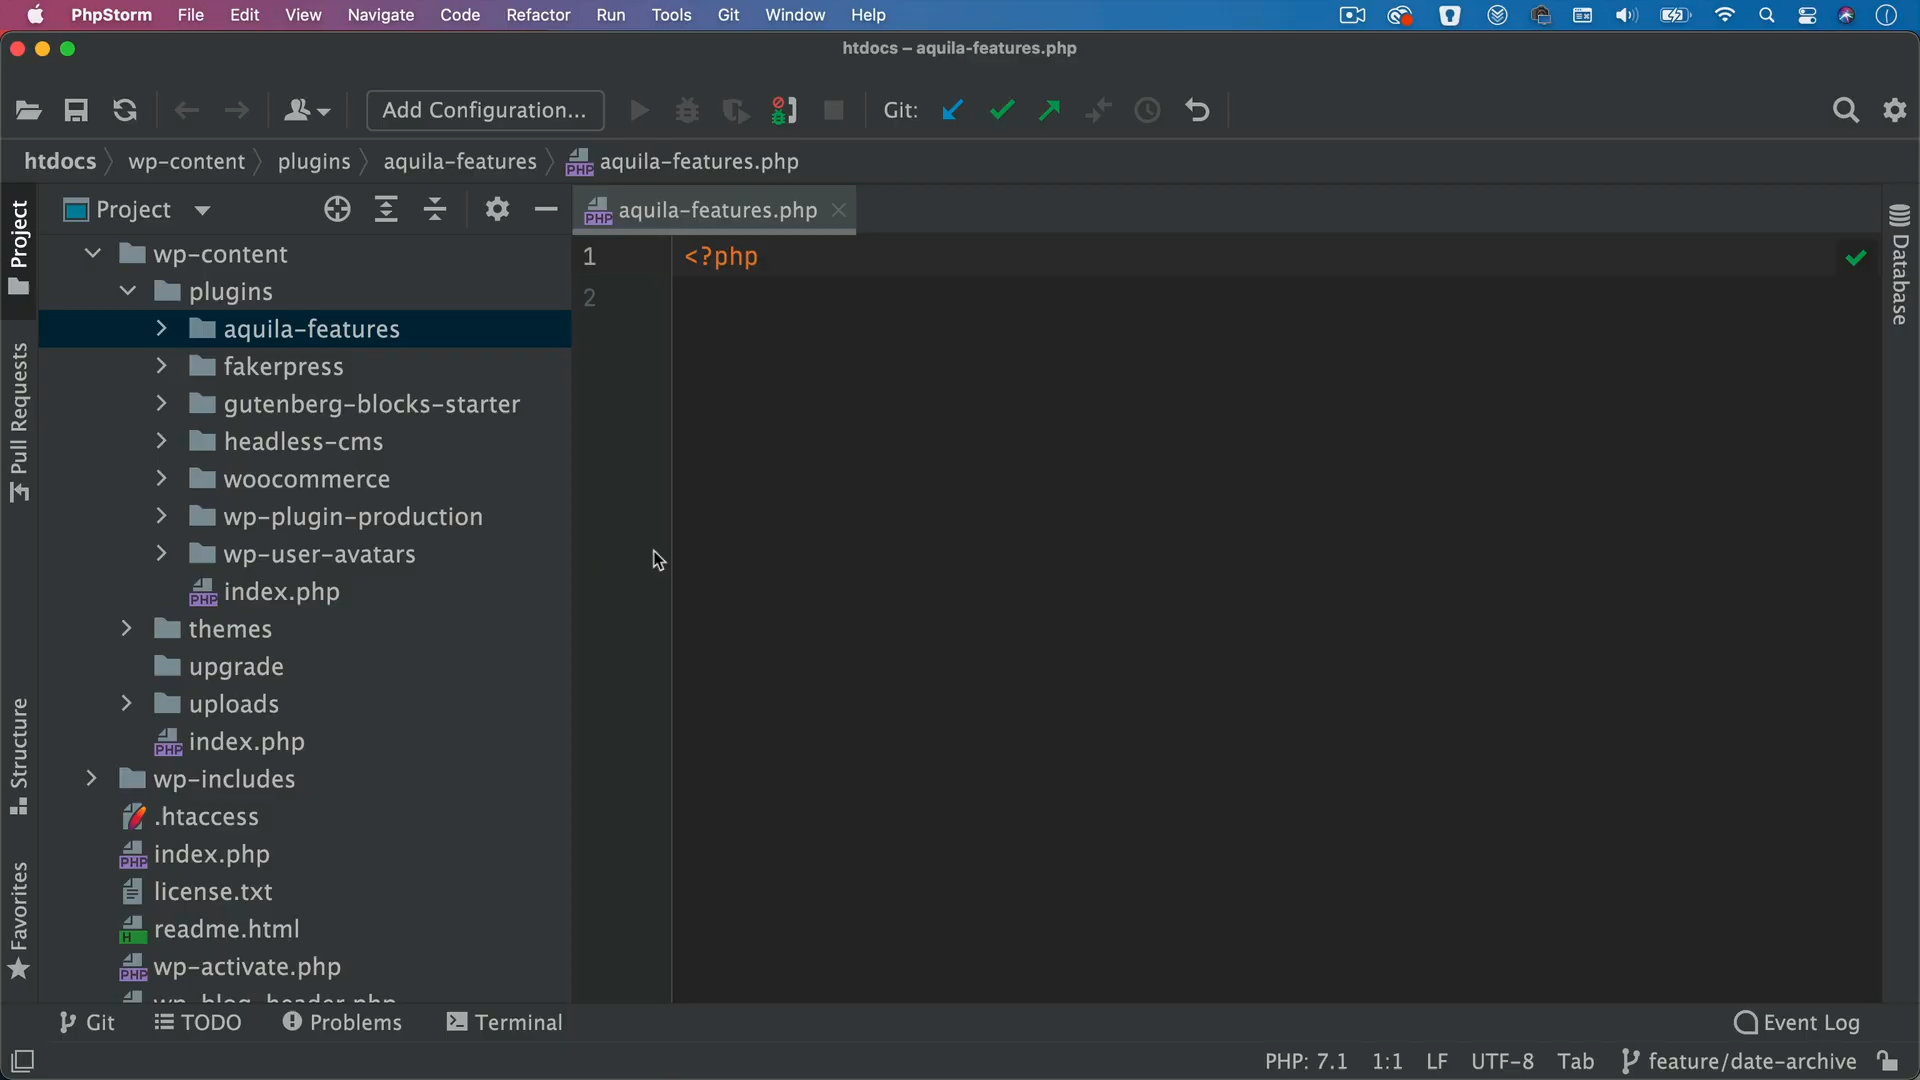 PhpStorm File Edit View Navigate Code Refactor Run Tools Git Window Help
htdocs – aquila-features.php
Add Configuration... Git:
htdocs wp-content plugins aquila-features aquila-features.php
Project
aquila-features.php
wp-content
plugins
aquila-features
fakerpress
gutenberg-blocks-starter
headless-cms
woocommerce
wp-plugin-production
wp-user-avatars
index.php
themes
upgrade
uploads
index.php
wp-includes
.htaccess
index.php
license.txt
readme.html
wp-activate.php
wp-blog-header.php
1 <?php
2
Project
Pull Requests
Structure
Favorites
Database
Git TODO Problems Terminal Event Log
PHP: 7.1 1:1 LF UTF-8 Tab feature/date-archive